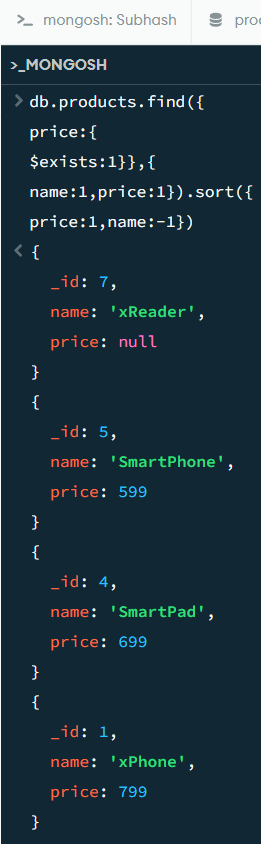 >_ mongosh: Subhash proc
>_MONGOSH
> db.products.find({
price:{
$exists:1}},{
name:1,price:1}).sort({
price:1,name:-1})
< {
_id: 7,
name: 'xReader',
price: null
}
{
_id: 5,
name: 'SmartPhone',
price: 599
}
{
_id: 4,
name: 'SmartPad',
price: 699
}
{
_id: 1,
name: 'xPhone',
price: 799
}